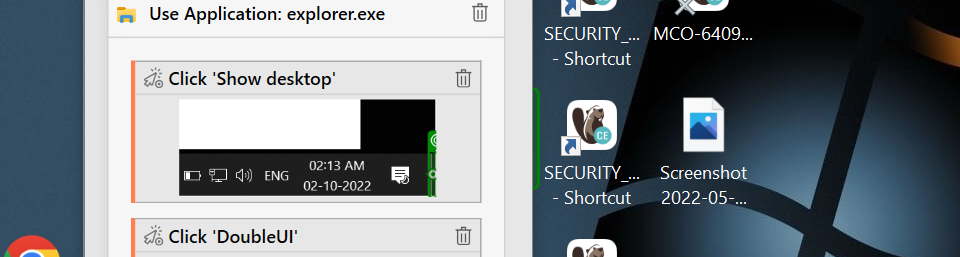 Use Application: explorer.exe
Click 'Show desktop'
02:13 AM
ENG
02-10-2022
Click 'DoubleUI'
SECURITY_... MCO-6409...
- Shortcut
CE
SECURITY_... Screenshot
- Shortcut 2022-05-...